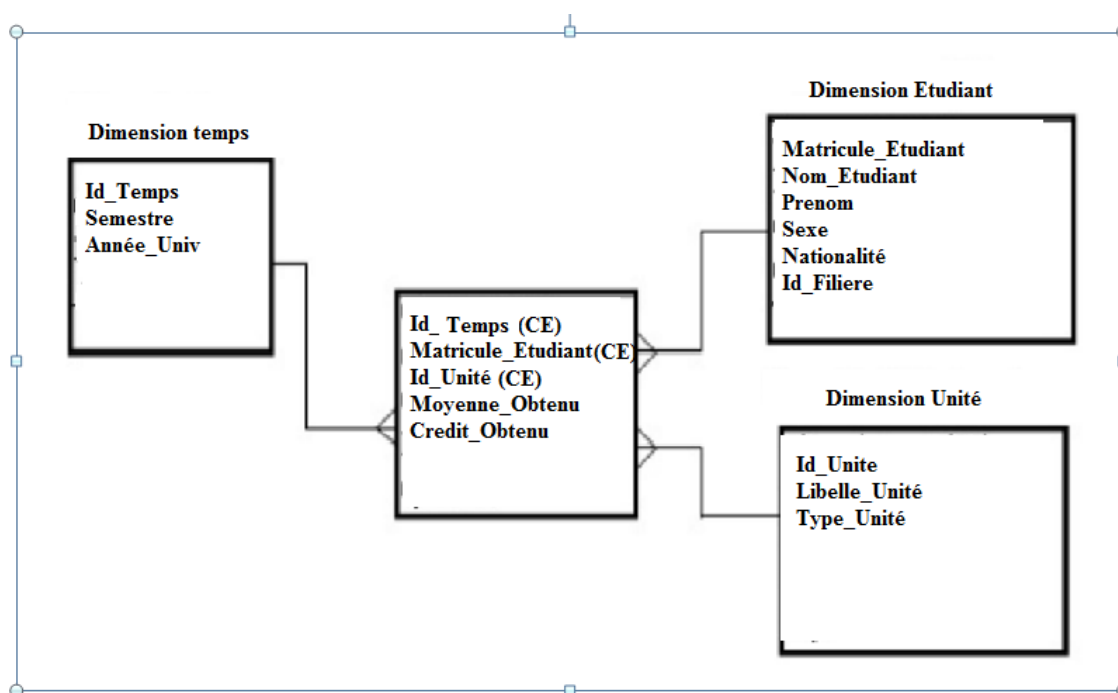 Dimension temps
Id_Temps
Semestre
Année_Univ
Id_ Temps (CE)
Matricule_Etudiant(CE)
Id_Unité (CE)
Moyenne_Obtenu
Credit_Obtenu
Dimension Etudiant
Matricule_Etudiant
Nom_Etudiant
Prenom
Sexe
Nationalité
Id_Filiere
Dimension Unité
Id_Unite
Libelle_Unité
Type_Unité